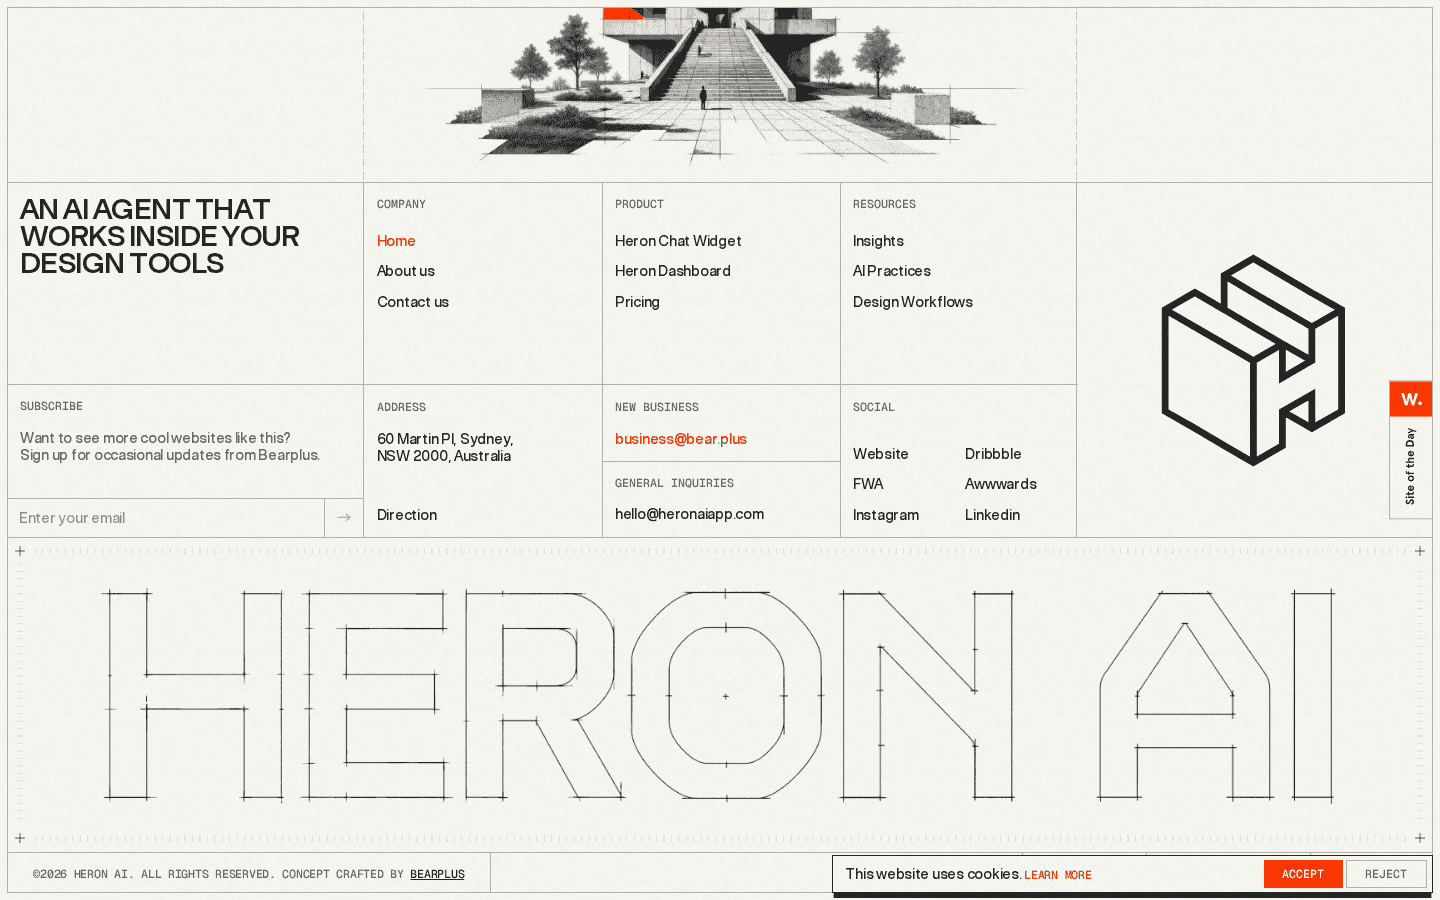 AN AI AGENT THAT
WORKS INSIDE YOUR
DESIGN TOOLS
COMPANY
Home
About us
Contact us
PRODUCT
Heron Chat Widget
Heron Dashboard
Pricing
RESOURCES
Insights
AI Practices
Design Workflows
SUBSCRIBE
Want to see more cool websites like this?
Sign up for occasional updates from Bearplus.
Enter your email
→
ADDRESS
60 Martin Pl, Sydney,
NSW 2000, Australia
Direction
NEW BUSINESS
business@bear.plus
GENERAL INQUIRIES
hello@heronaiapp.com
SOCIAL
Website
Dribbble
FWA
Awwwards
Instagram
Linkedin
W.
Site of the Day
HERON AI
©2026 HERON AI. ALL RIGHTS RESERVED. CONCEPT CRAFTED BY BEARPLUS
This website uses cookies. LEARN MORE
ACCEPT
REJECT